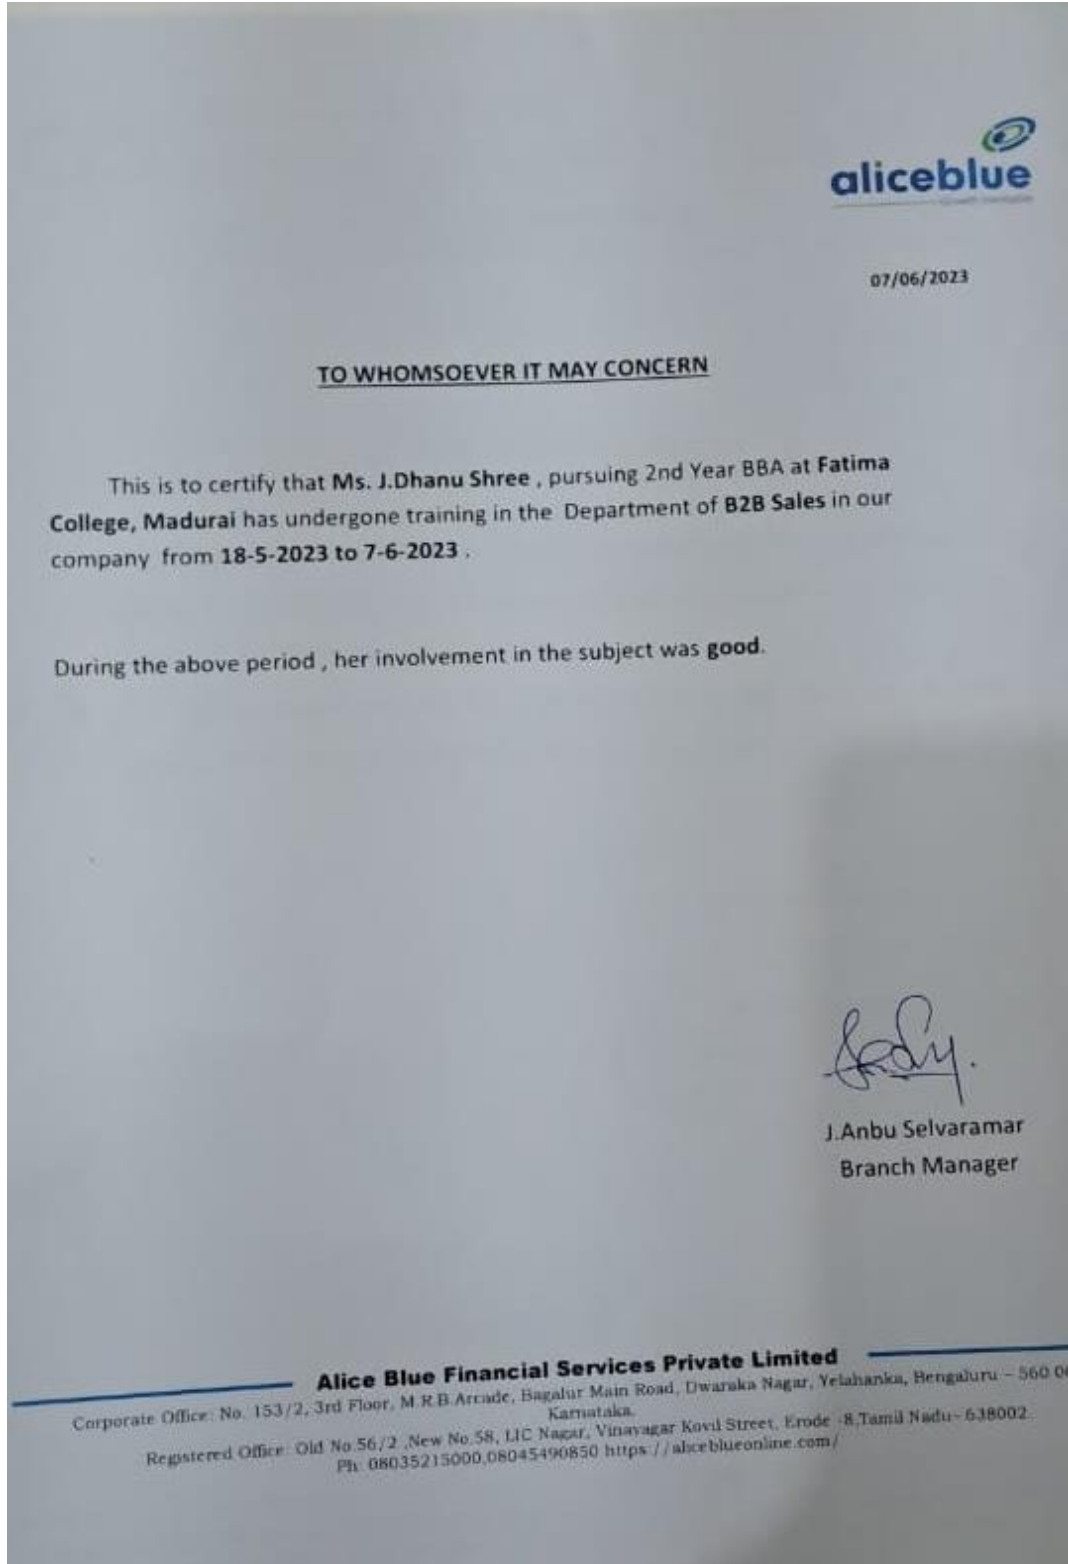 aliceblue
07/06/2023
TO WHOMSOEVER IT MAY CONCERN
This is to certify that Ms. J.Dhanu Shree , pursuing 2nd Year BBA at Fatima
College, Madurai has undergone training in the Department of B2B Sales in our
company from 18-5-2023 to 7-6-2023 .
During the above period , her involvement in the subject was good.
J.Anbu Selvaramar
Branch Manager
Alice Blue Financial Services Private Limited
Corporate Office: No. 153/2, 3rd Floor, M.R.B.Arcade, Bagalur Main Road, Dwaraka Nagar, Yelahanka, Bengaluru – 560
Karnataka.
Registered Office: Old No.56/2 ,New No.58, LIC Nagar, Vinayagar Kovil Street, Erode -8,Tamil Nadu- 638002.
Ph: 08035215000,08045490850 https://aliceblueonline.com/